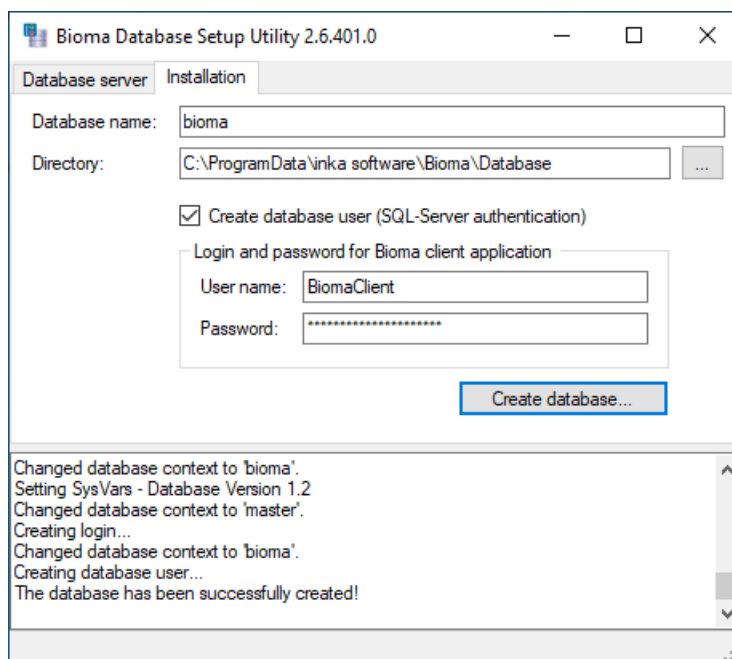 Bioma Database Setup Utility 2.6.401.0
Database server Installation
Database name: bioma
Directory: C:\ProgramData\inka software\Bioma\Database ...
Create database user (SQL-Server authentication)
Login and password for Bioma client application
User name: BiomaClient
Password: *********************
Create database...
Changed database context to 'bioma'.
Setting SysVars - Database Version 1.2
Changed database context to 'master'.
Creating login...
Changed database context to 'bioma'.
Creating database user...
The database has been successfully created!